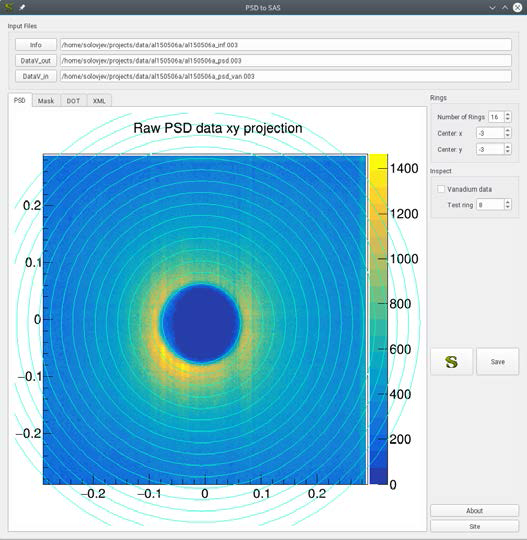 PSD to SAS
Input Files
Info /home/solovjev/projects/data/al150506a/al150506a_inf.003
DataV_out /home/solovjev/projects/data/al150506a/al150506a_psd.003
DataV_in /home/solovjev/projects/data/al150506a/al150506a_psd_van.003
PSD Mask DOT XML
Raw PSD data xy projection
0.2
0.1
0
−0.1
−0.2
−0.2 −0.1 0 0.1 0.2
1400
1200
1000
800
600
400
200
0
Rings
Number of Rings 16
Center: x -3
Center: y -3
Inspect
Vanadium data
Test ring 8
S Save
About
Site